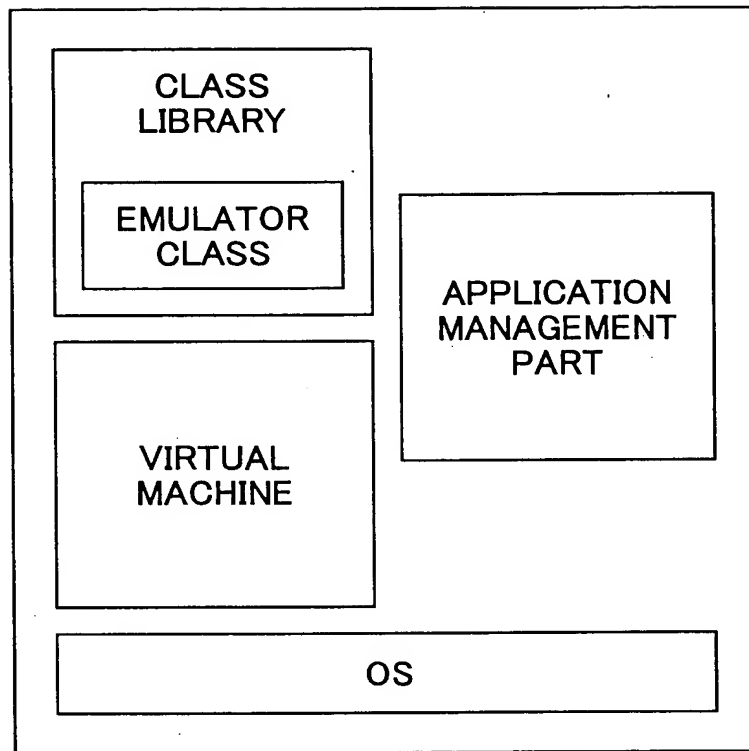 CLASS
LIBRARY
EMULATOR
CLASS
APPLICATION
MANAGEMENT
PART
VIRTUAL
MACHINE
OS